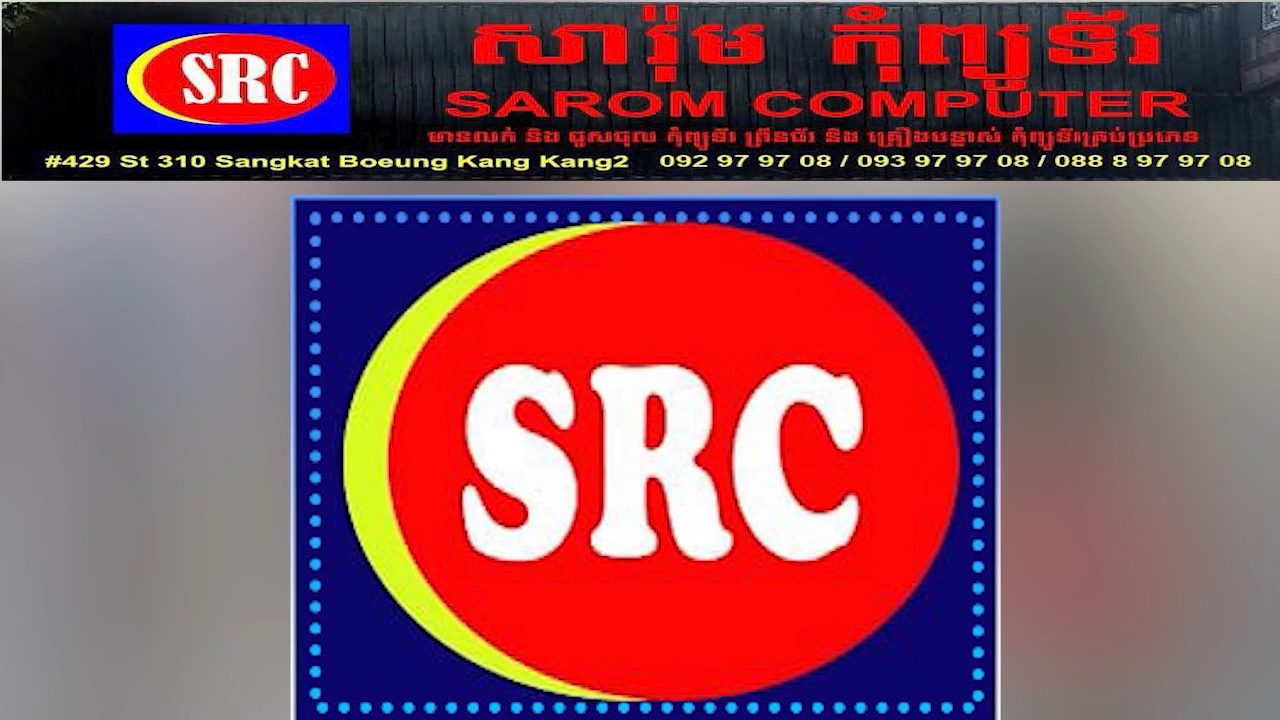 SRC
សារ៉ុម កុំព្យូទ័រ
SAROM COMPUTER
មានលក់ និង ជួសជុល កុំព្យូទ័រ ព្រីនធ័រ និង គ្រឿងបន្លាស់ កុំព្យូទ័រគ្រប់ប្រភេទ
#429 St 310 Sangkat Boeung Kang Kang2 092 97 97 08 / 093 97 97 08 / 088 8 97 97 08
SRC